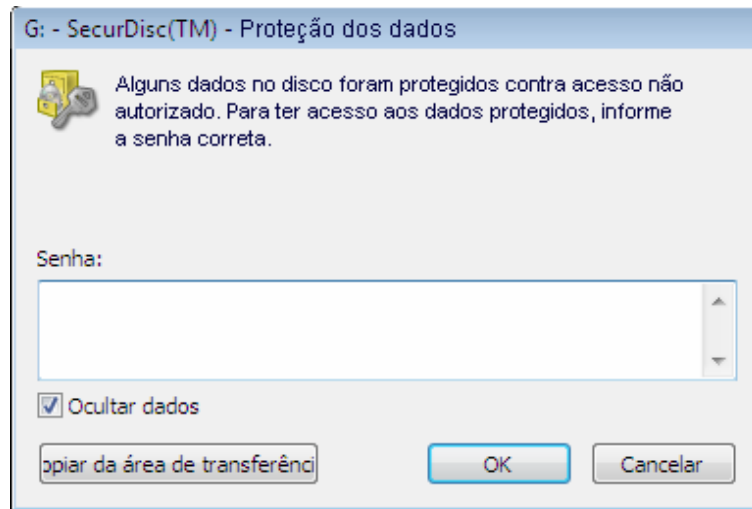 G: - SecurDisc(TM) - Proteção dos dados
Alguns dados no disco foram protegidos contra acesso não
autorizado. Para ter acesso aos dados protegidos, informe
a senha correta.
Senha:
Ocultar dados
opiar da área de transferênci
OK
Cancelar